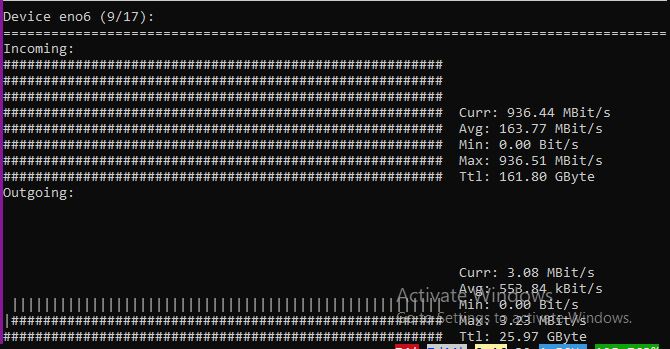 Device eno6 (9/17):
Incoming:
Curr: 936.44 MBit/s
Avg: 163.77 MBit/s
Min: 0.00 Bit/s
Max: 936.51 MBit/s
Ttl: 161.80 GByte
Outgoing:
Curr: 3.08 MBit/s
Avg: 553.84 kBit/s
Min: 0.00 Bit/s
Max: 3.23 MBit/s
Ttl: 25.97 GByte
Activate Windows
Go to Settings to activate Windows.